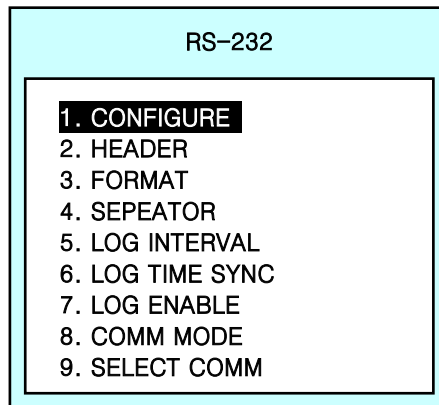 RS-232
1. CONFIGURE
2. HEADER
3. FORMAT
4. SEPEATOR
5. LOG INTERVAL
6. LOG TIME SYNC
7. LOG ENABLE
8. COMM MODE
9. SELECT COMM